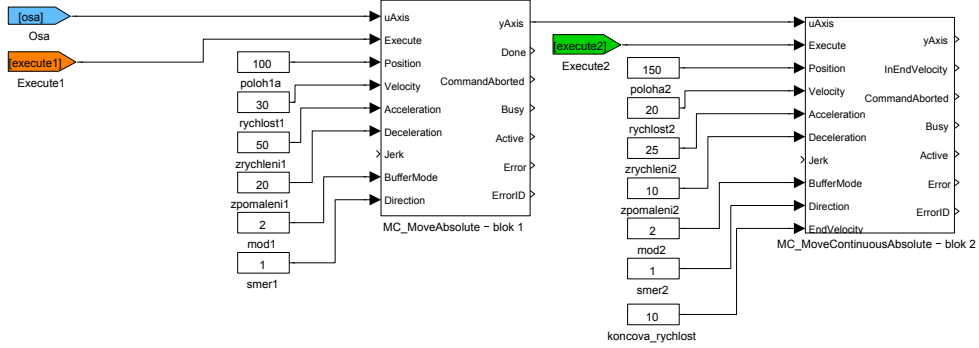 [osa]
Osa
[execute1]
Execute1
100
poloh1a
30
rychlost1
50
zrychleni1
20
zpomaleni1
2
mod1
1
smer1
uAxis
Execute
Position
Velocity
Acceleration
Deceleration
Jerk
BufferMode
Direction
yAxis
Done
CommandAborted
Busy
Active
Error
ErrorID
MC_MoveAbsolute - blok 1
[execute2]
Execute2
150
poloha2
20
rychlost2
25
zrychleni2
10
zpomaleni2
2
mod2
1
smer2
10
koncova_rychlost
uAxis
Execute
Position
Velocity
Acceleration
Deceleration
Jerk
BufferMode
Direction
EndVelocity
yAxis
InEndVelocity
CommandAborted
Busy
Active
Error
ErrorID
MC_MoveContinuousAbsolute - blok 2